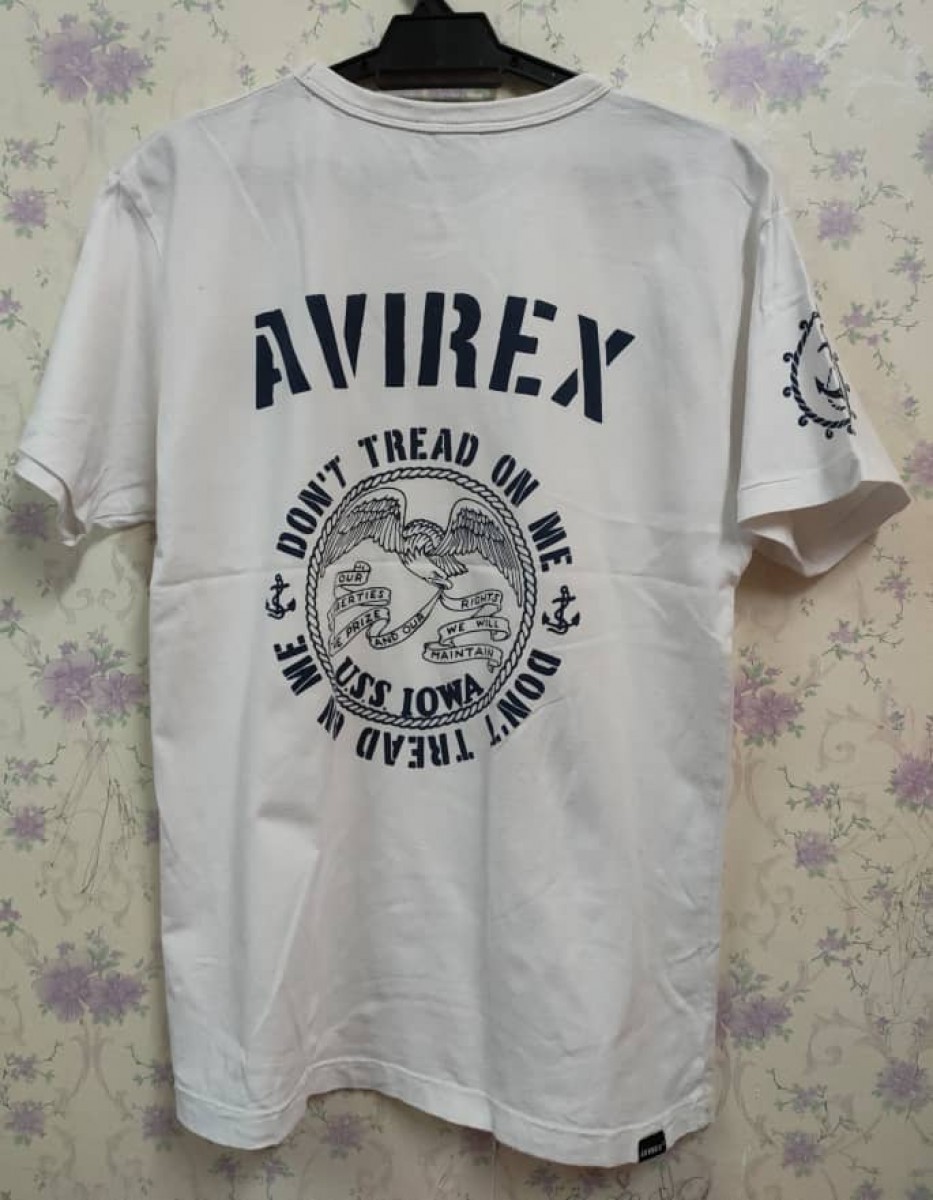 AVIREX
DON'T TREAD ON ME
OUR
LIBERTIES
WE PRIZE
AND OUR
RIGHTS
WE WILL
MAINTAIN
USS IOWA
DON'T TREAD ON ME
AVIREX